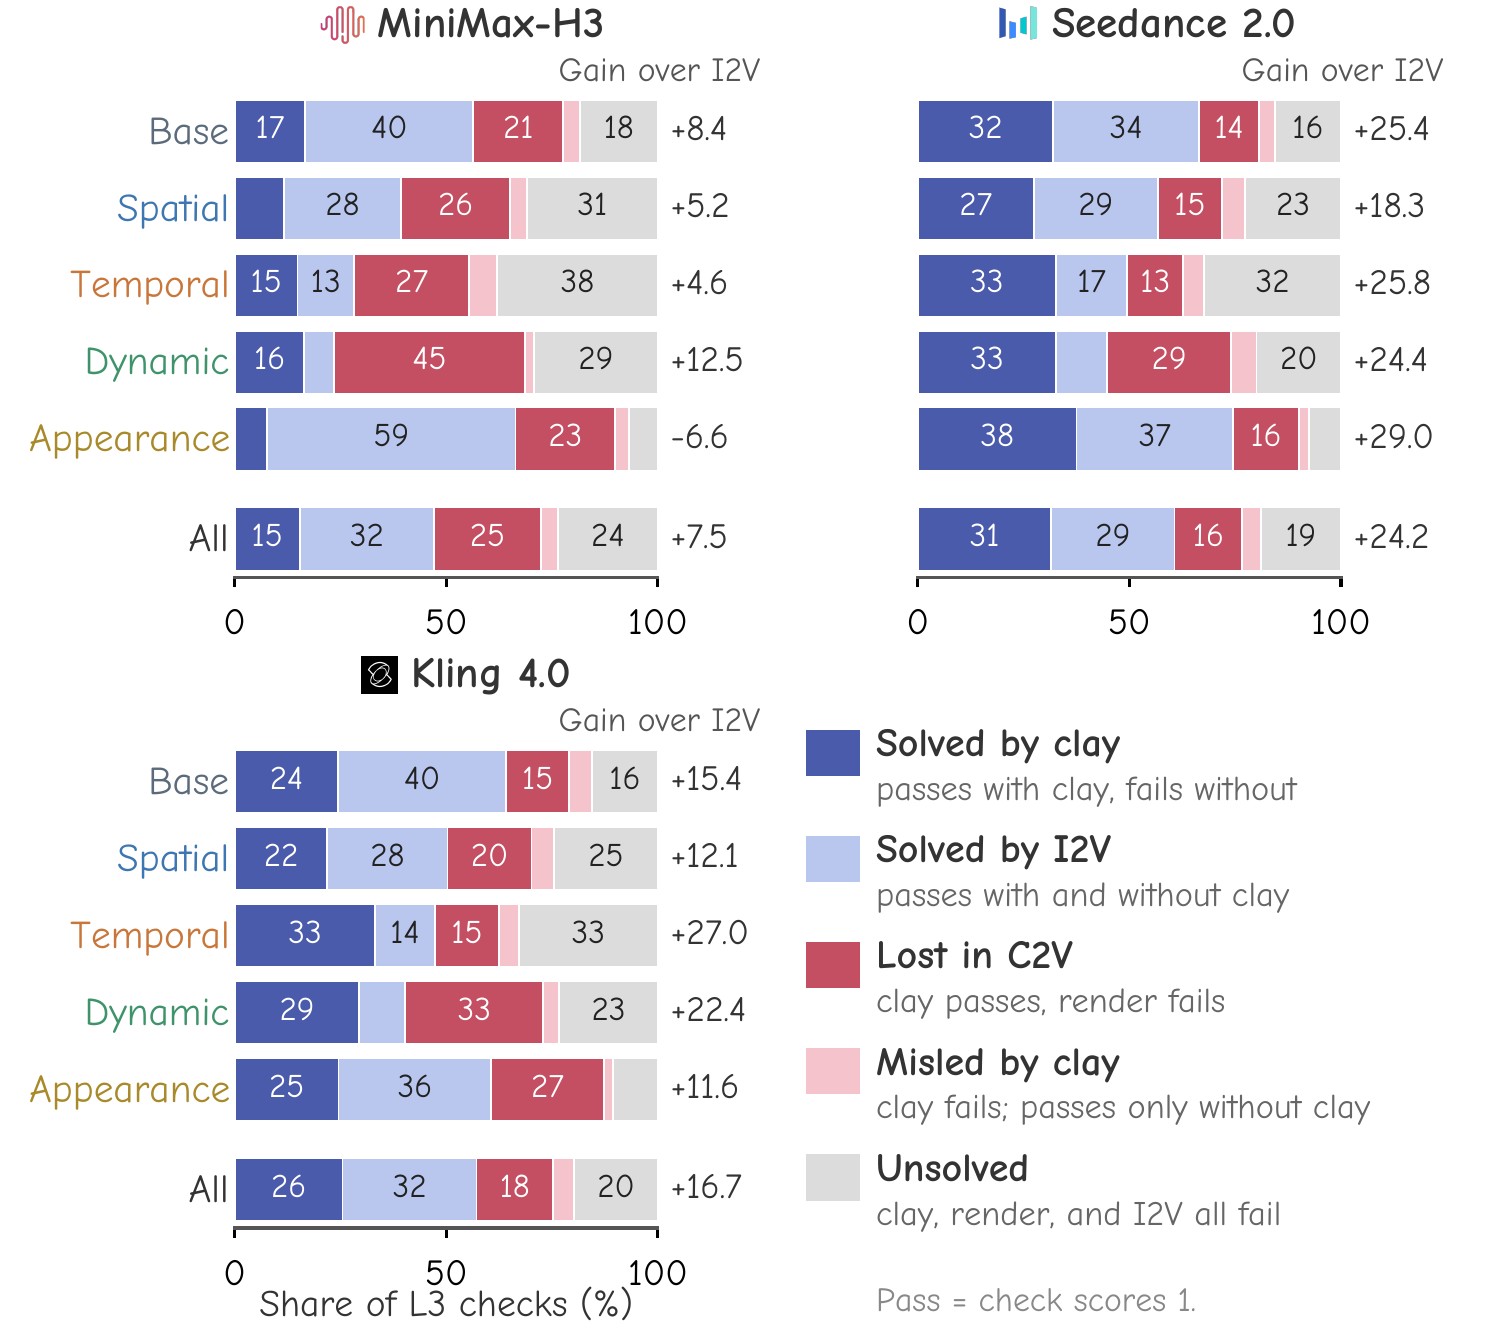 MiniMax-H3
Gain over I2V
Base 17 40 21 18 +8.4
Spatial 28 26 31 +5.2
Temporal 15 13 27 38 +4.6
Dynamic 16 45 29 +12.5
Appearance 59 23 -6.6
All 15 32 25 24 +7.5
0 50 100
Seedance 2.0
Gain over I2V
32 34 14 16 +25.4
27 29 15 23 +18.3
33 17 13 32 +25.8
33 29 20 +24.4
38 37 16 +29.0
31 29 16 19 +24.2
0 50 100
Kling 4.0
Gain over I2V
Base 24 40 15 16 +15.4
Spatial 22 28 20 25 +12.1
Temporal 33 14 15 33 +27.0
Dynamic 29 33 23 +22.4
Appearance 25 36 27 +11.6
All 26 32 18 20 +16.7
0 50 100
Share of L3 checks (%)
Solved by clay
passes with clay, fails without
Solved by I2V
passes with and without clay
Lost in C2V
clay passes, render fails
Misled by clay
clay fails; passes only without clay
Unsolved
clay, render, and I2V all fail
Pass = check scores 1.